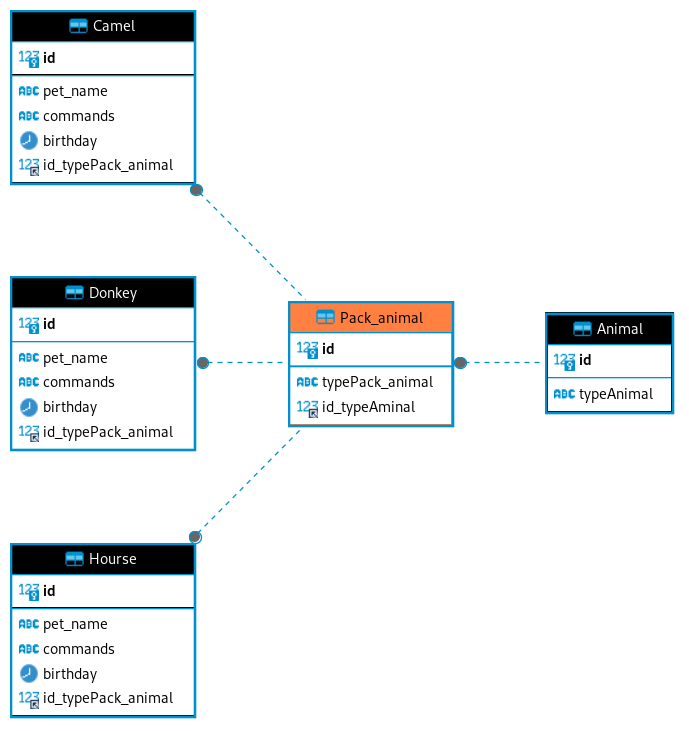 Camel
123 id
ABC pet_name
ABC commands
birthday
123 id_typePack_animal
Donkey
123 id
ABC pet_name
ABC commands
birthday
123 id_typePack_animal
Hourse
123 id
ABC pet_name
ABC commands
birthday
123 id_typePack_animal
Pack_animal
123 id
ABC typePack_animal
123 id_typeAminal
Animal
123 id
ABC typeAnimal